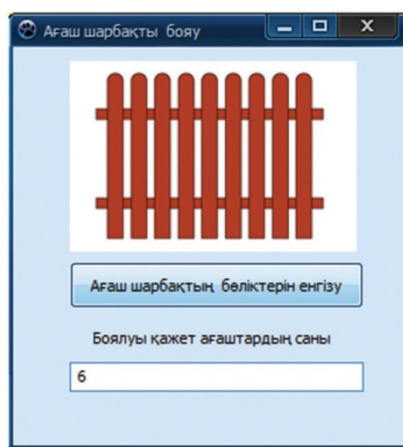 Ағаш шарбақты бояу
Ағаш шарбақтың бөліктерін енгізу
Боялуы қажет ағаштардың саны
6